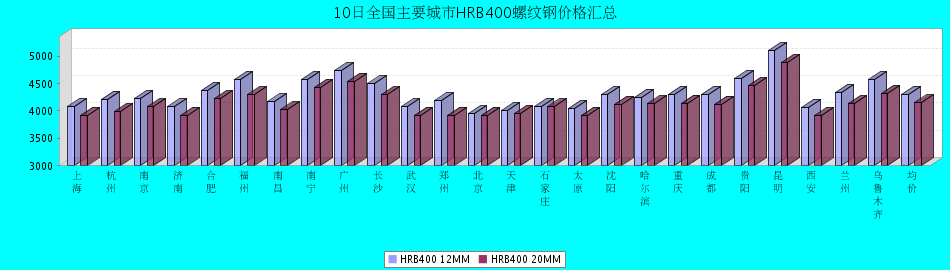 10日全国主要城市HRB400螺纹钢价格汇总
5000
4500
4000
3500
3000
上海
杭州
南京
济南
合肥
福州
南昌
南宁
广州
长沙
武汉
郑州
北京
天津
石家庄
太原
沈阳
哈尔滨
重庆
成都
贵阳
昆明
西安
兰州
乌鲁木齐
均价
HRB400 12MM
HRB400 20MM